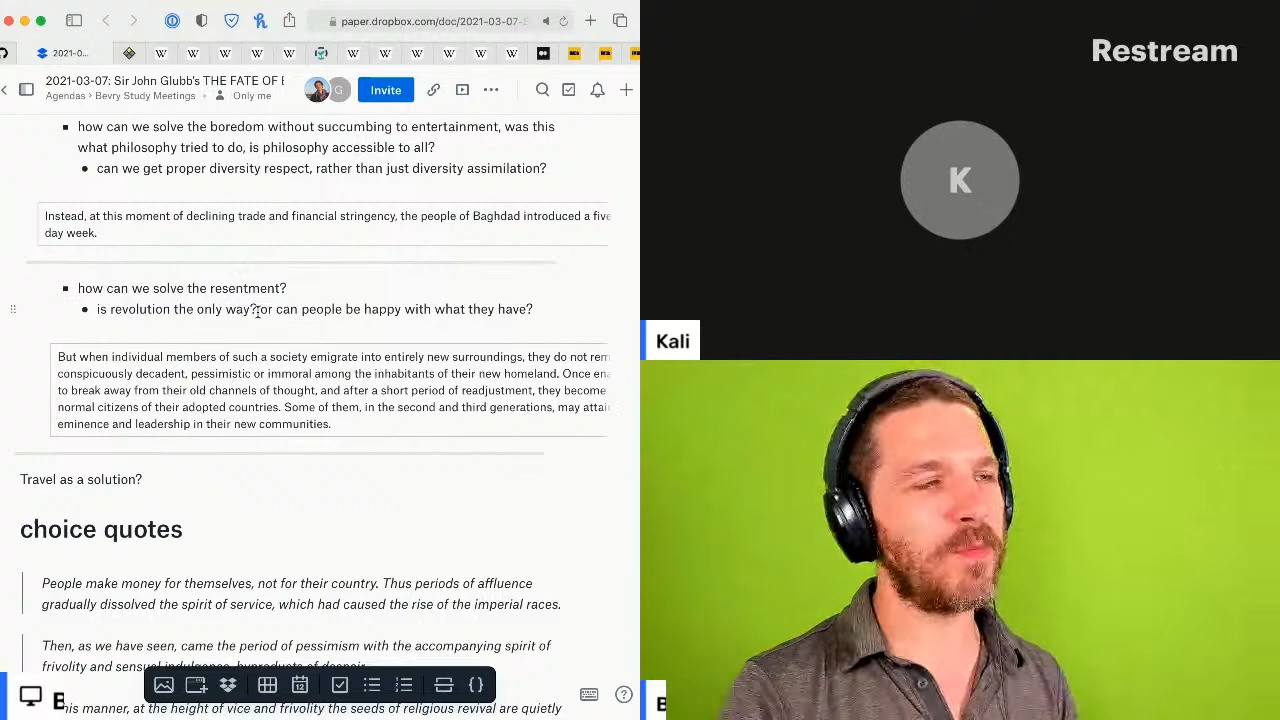 paper.dropbox.com/doc/2021-03-07-
2021-0...
2021-03-07: Sir John Glubb's THE FATE OF E
Agendas › Bevry Study Meetings
Only me
G
Invite
how can we solve the boredom without succumbing to entertainment, was this
what philosophy tried to do, is philosophy accessible to all?
can we get proper diversity respect, rather than just diversity assimilation?
Instead, at this moment of declining trade and financial stringency, the people of Baghdad introduced a five
day week.
how can we solve the resentment?
is revolution the only way? or can people be happy with what they have?
But when individual members of such a society emigrate into entirely new surroundings, they do not rem
conspicuously decadent, pessimistic or immoral among the inhabitants of their new homeland. Once ena
to break away from their old channels of thought, and after a short period of readjustment, they become
normal citizens of their adopted countries. Some of them, in the second and third generations, may attai
eminence and leadership in their new communities.
Travel as a solution?
choice quotes
People make money for themselves, not for their country. Thus periods of affluence
gradually dissolved the spirit of service, which had caused the rise of the imperial races.
Then, as we have seen, came the period of pessimism with the accompanying spirit of
frivolity and sensual indulgence, byproducts of despair.
his manner, at the height of vice and frivolity the seeds of religious revival are quietly
12
B
Restream
K
Kali
B